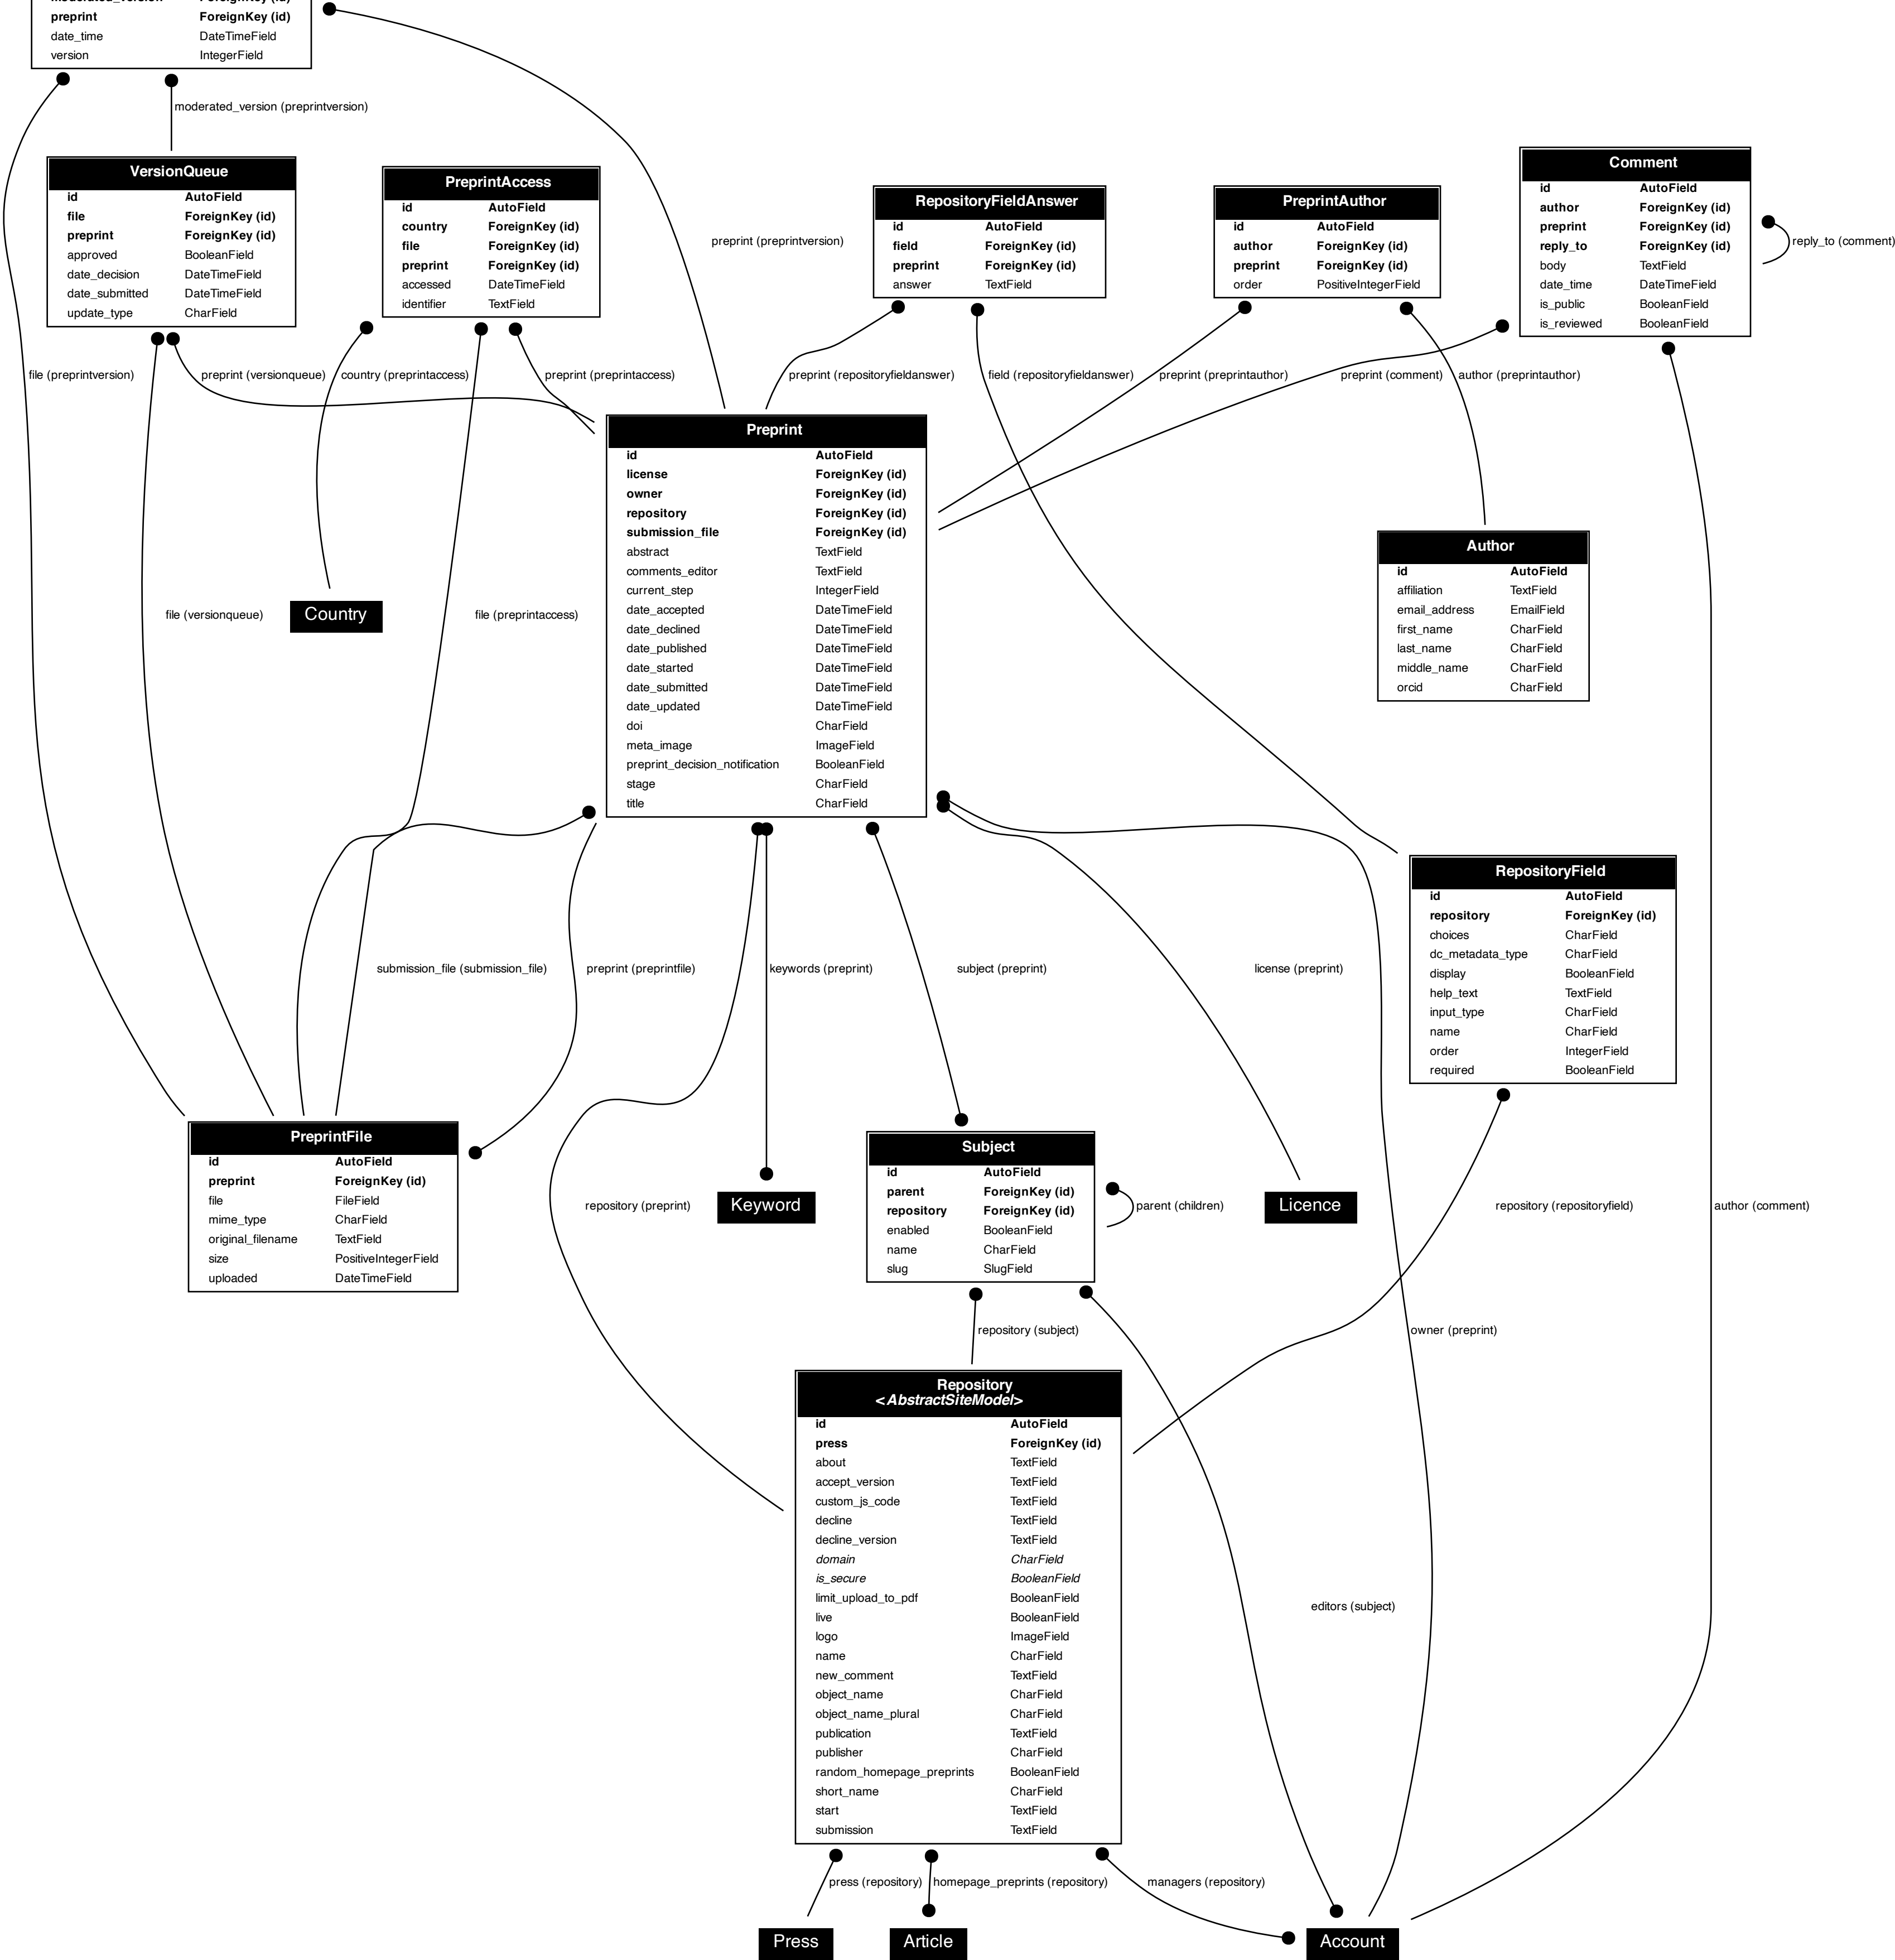 preprint ForeignKey (id)
date_time DateTimeField
version IntegerField
moderated_version (preprintversion)
VersionQueue
id AutoField
file ForeignKey (id)
preprint ForeignKey (id)
approved BooleanField
date_decision DateTimeField
date_submitted DateTimeField
update_type CharField
PreprintAccess
id AutoField
country ForeignKey (id)
file ForeignKey (id)
preprint ForeignKey (id)
accessed DateTimeField
identifier TextField
preprint (preprintversion)
RepositoryFieldAnswer
id AutoField
field ForeignKey (id)
preprint ForeignKey (id)
answer TextField
PreprintAuthor
id AutoField
author ForeignKey (id)
preprint ForeignKey (id)
order PositiveIntegerField
Comment
id AutoField
author ForeignKey (id)
preprint ForeignKey (id)
reply_to ForeignKey (id)
body TextField
date_time DateTimeField
is_public BooleanField
is_reviewed BooleanField
reply_to (comment)
file (preprintversion)
preprint (versionqueue)
country (preprintaccess)
preprint (preprintaccess)
preprint (repositoryfieldanswer)
field (repositoryfieldanswer)
preprint (preprintauthor)
preprint (comment)
author (preprintauthor)
Preprint
id AutoField
license ForeignKey (id)
owner ForeignKey (id)
repository ForeignKey (id)
submission_file ForeignKey (id)
abstract TextField
comments_editor TextField
current_step IntegerField
date_accepted DateTimeField
date_declined DateTimeField
date_published DateTimeField
date_started DateTimeField
date_submitted DateTimeField
date_updated DateTimeField
doi CharField
meta_image ImageField
preprint_decision_notification BooleanField
stage CharField
title CharField
Author
id AutoField
affiliation TextField
email_address EmailField
first_name CharField
last_name CharField
middle_name CharField
orcid CharField
file (versionqueue)
Country
file (preprintaccess)
RepositoryField
id AutoField
repository ForeignKey (id)
choices CharField
dc_metadata_type CharField
display BooleanField
help_text TextField
input_type CharField
name CharField
order IntegerField
required BooleanField
submission_file (submission_file)
preprint (preprintfile)
keywords (preprint)
subject (preprint)
license (preprint)
PreprintFile
id AutoField
preprint ForeignKey (id)
file FileField
mime_type CharField
original_filename TextField
size PositiveIntegerField
uploaded DateTimeField
repository (preprint)
Keyword
Subject
id AutoField
parent ForeignKey (id)
repository ForeignKey (id)
enabled BooleanField
name CharField
slug SlugField
parent (children)
Licence
repository (repositoryfield)
author (comment)
repository (subject)
owner (preprint)
Repository
<AbstractSiteModel>
id AutoField
press ForeignKey (id)
about TextField
accept_version TextField
custom_js_code TextField
decline TextField
decline_version TextField
domain CharField
is_secure BooleanField
limit_upload_to_pdf BooleanField
live BooleanField
logo ImageField
name CharField
new_comment TextField
object_name CharField
object_name_plural CharField
publication TextField
publisher CharField
random_homepage_preprints BooleanField
short_name CharField
start TextField
submission TextField
editors (subject)
press (repository)
homepage_preprints (repository)
managers (repository)
Press
Article
Account